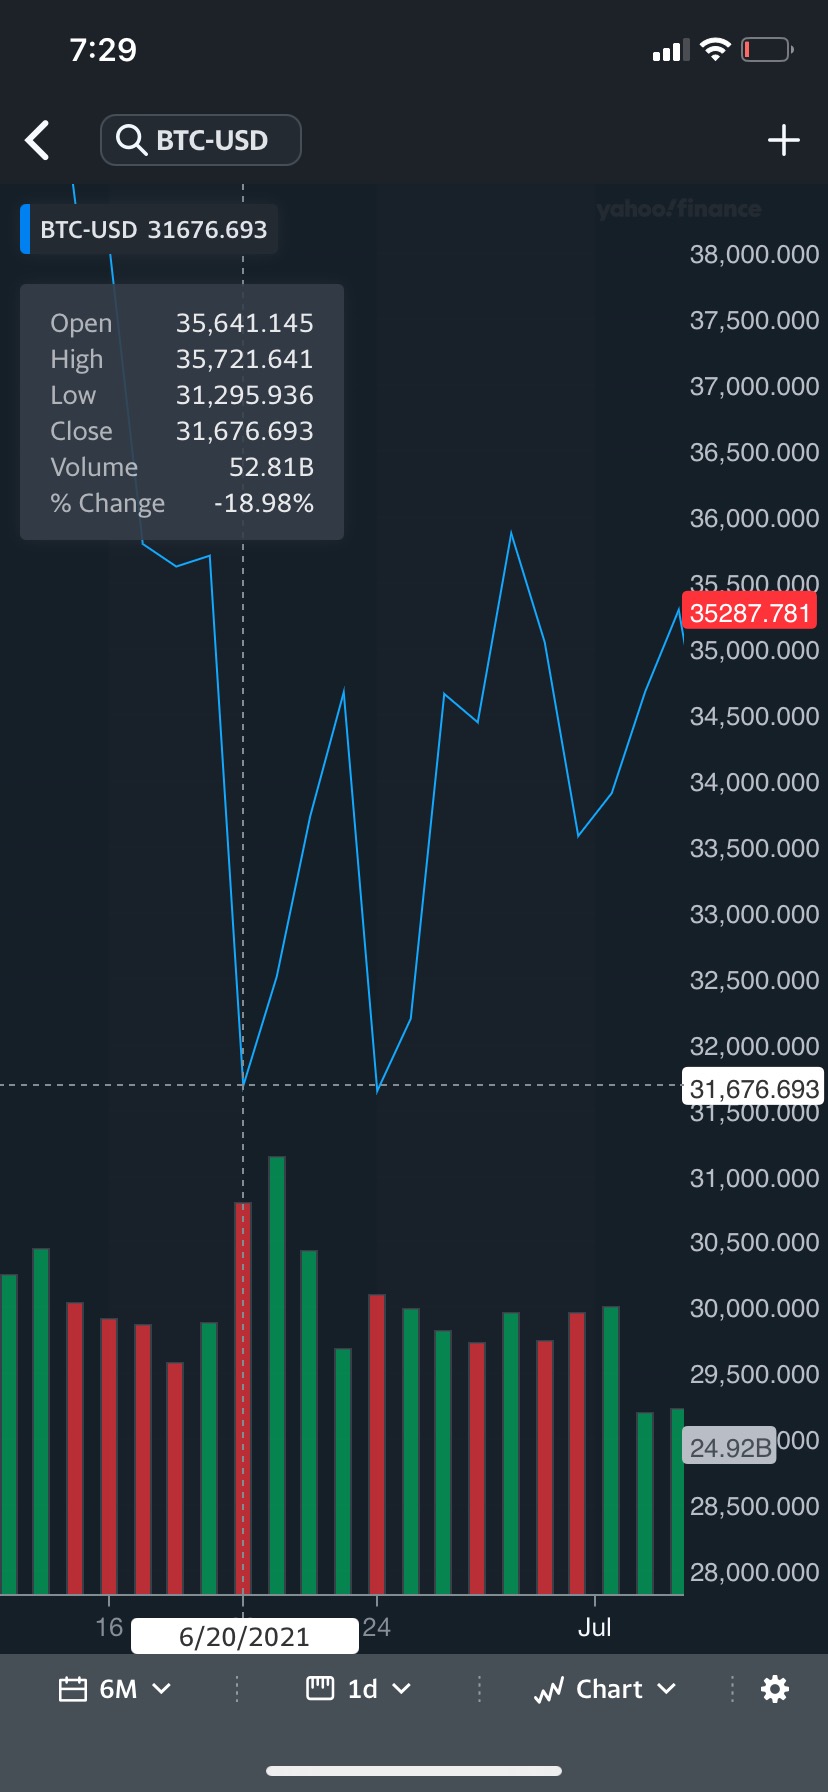 7:29
BTC-USD
BTC-USD 31676.693
yahoo!finance
Open 35,641.145
High 35,721.641
Low 31,295.936
Close 31,676.693
Volume 52.81B
% Change -18.98%
38,000.000
37,500.000
37,000.000
36,500.000
36,000.000
35,500.000
35287.781
35,000.000
34,500.000
34,000.000
33,500.000
33,000.000
32,500.000
32,000.000
31,676.693
31,500.000
31,000.000
30,500.000
30,000.000
29,500.000
24.92B 000
28,500.000
28,000.000
16 6/20/2021 24 Jul
6M 1d Chart